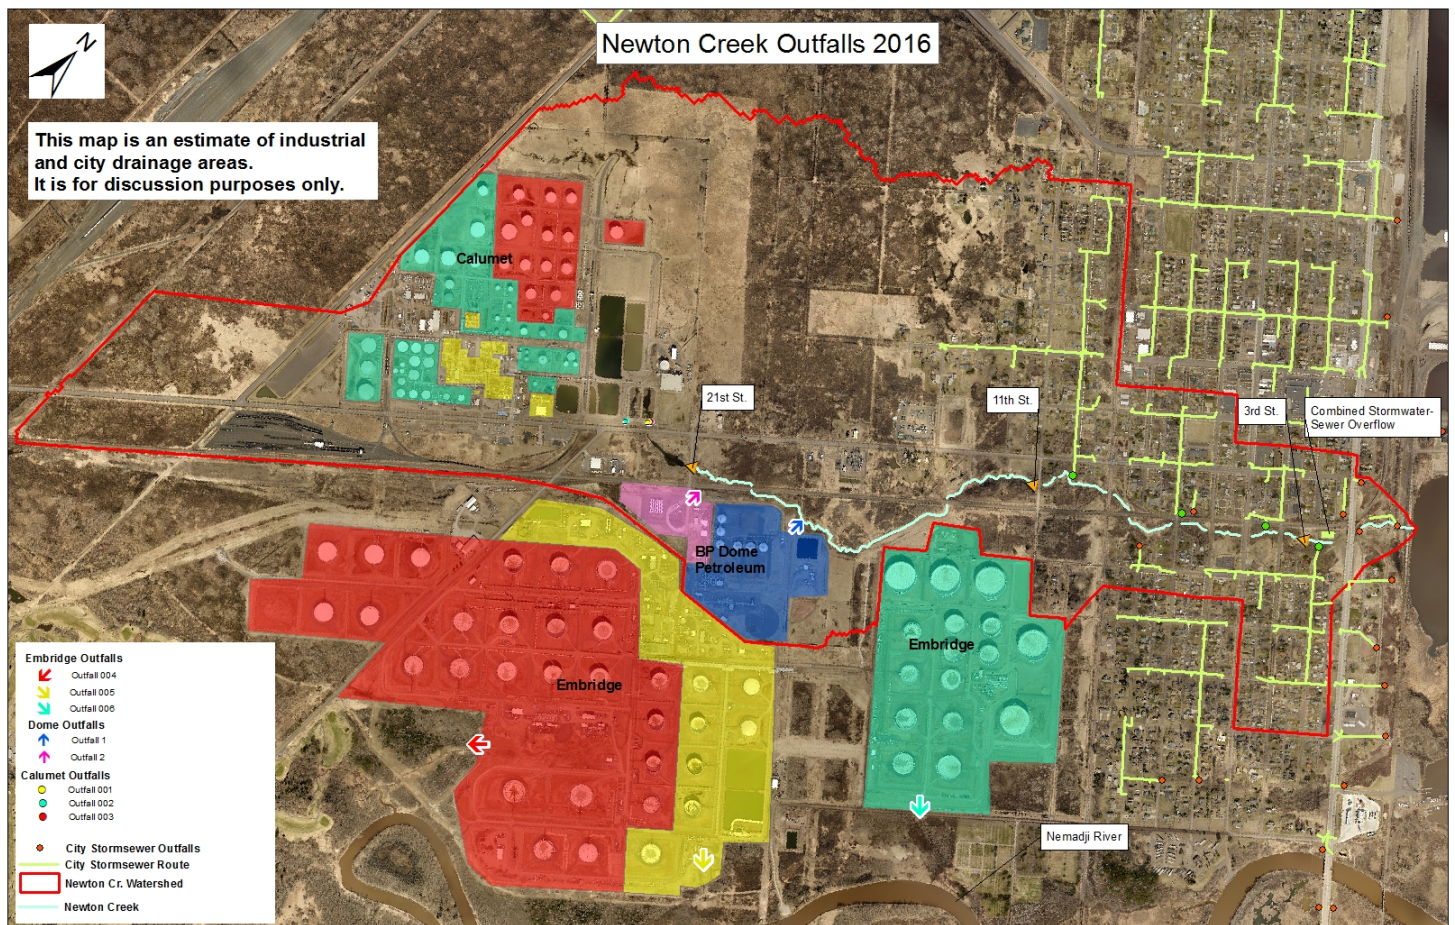 Newton Creek Outfalls 2016
N
This map is an estimate of industrial
and city drainage areas.
It is for discussion purposes only.
Calumet
21st St.
11th St.
3rd St.
Combined Stormwater-
Sewer Overflow
BP Dome
Petroleum
Embridge
Embridge
Nemadji River
Embridge Outfalls
Outfall 004
Outfall 005
Outfall 006
Dome Outfalls
Outfall 1
Outfall 2
Calumet Outfalls
Outfall 001
Outfall 002
Outfall 003
City Stormsewer Outfalls
City Stormsewer Route
Newton Cr. Watershed
Newton Creek